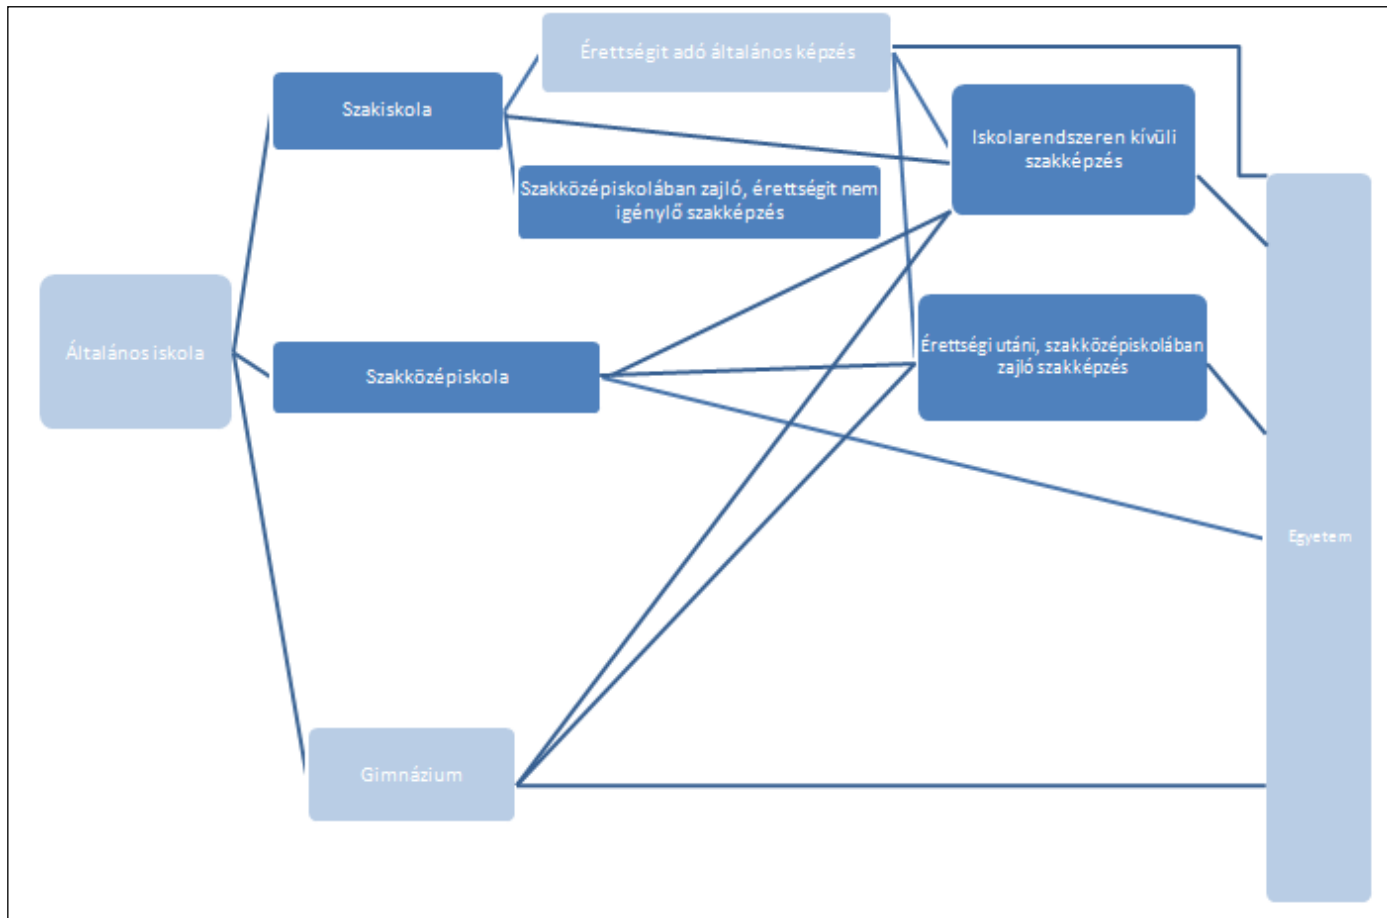 Érettségit adó általános képzés
Szakiskola
Iskolarendszeren kívüli
szakképzés
Szakközépiskolában zajló, érettségit nem
igénylő szakképzés
Általános iskola
Szakközépiskola
Érettségi utáni, szakközépiskolában
zajló szakképzés
Egyetem
Gimnázium